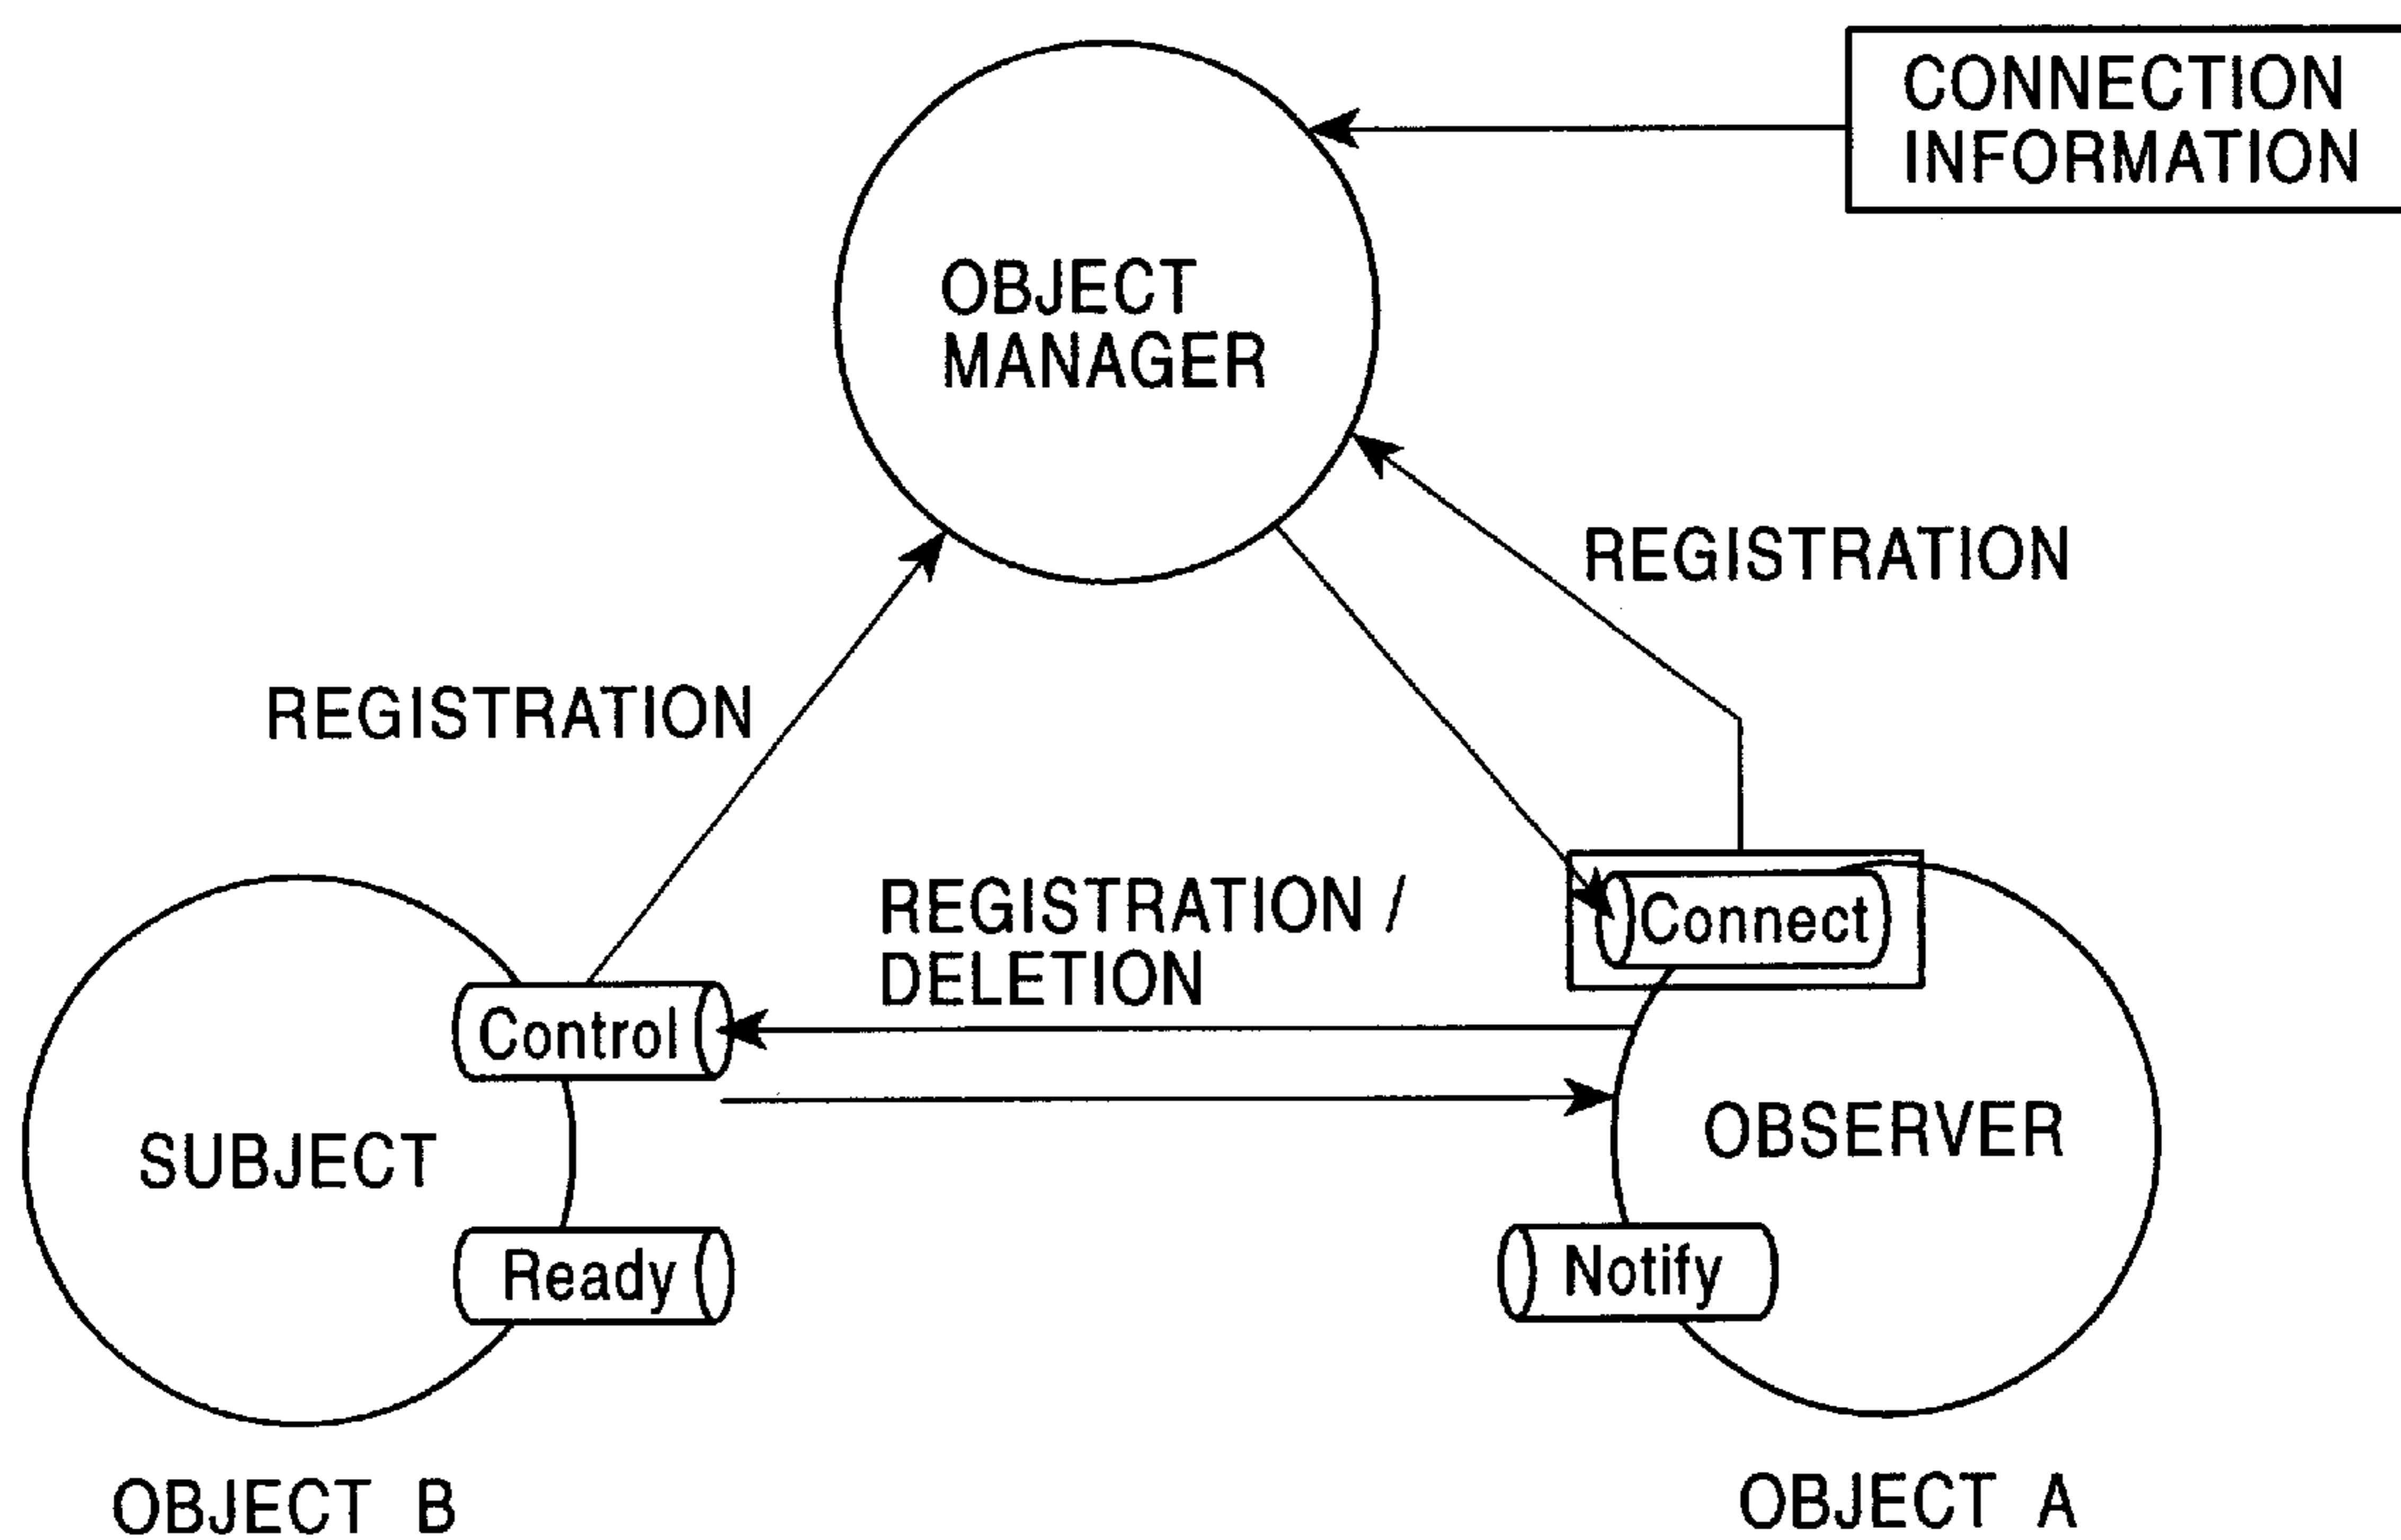 CONNECTION
INFORMATION
OBJECT
MANAGER
REGISTRATION
REGISTRATION
REGISTRATION /
DELETION
Connect
Control
SUBJECT
OBSERVER
Ready
Notify
OBJECT B
OBJECT A